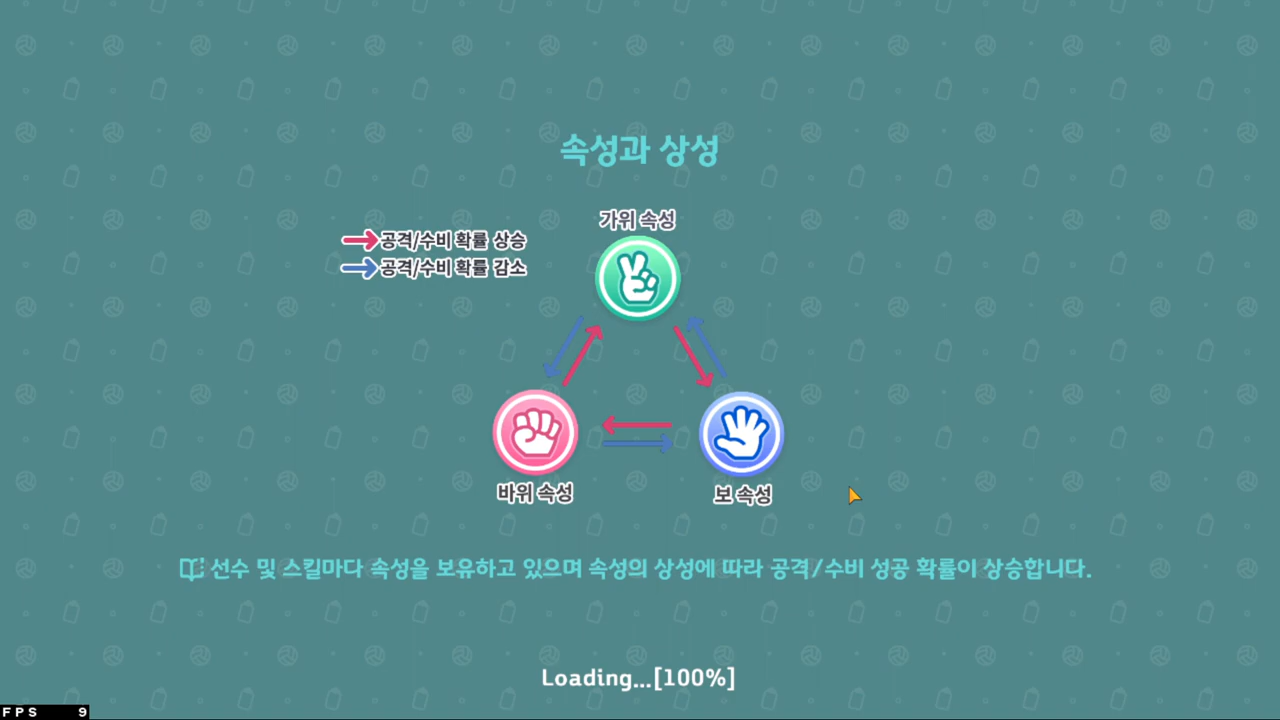 속성과 상성
가위 속성
공격/수비 확률 상승
공격/수비 확률 감소
바위 속성
보 속성
선수 및 스킬마다 속성을 보유하고 있으며 속성의 상성에 따라 공격/수비 성공 확률이 상승합니다.
Loading...[100%]
FPS 9